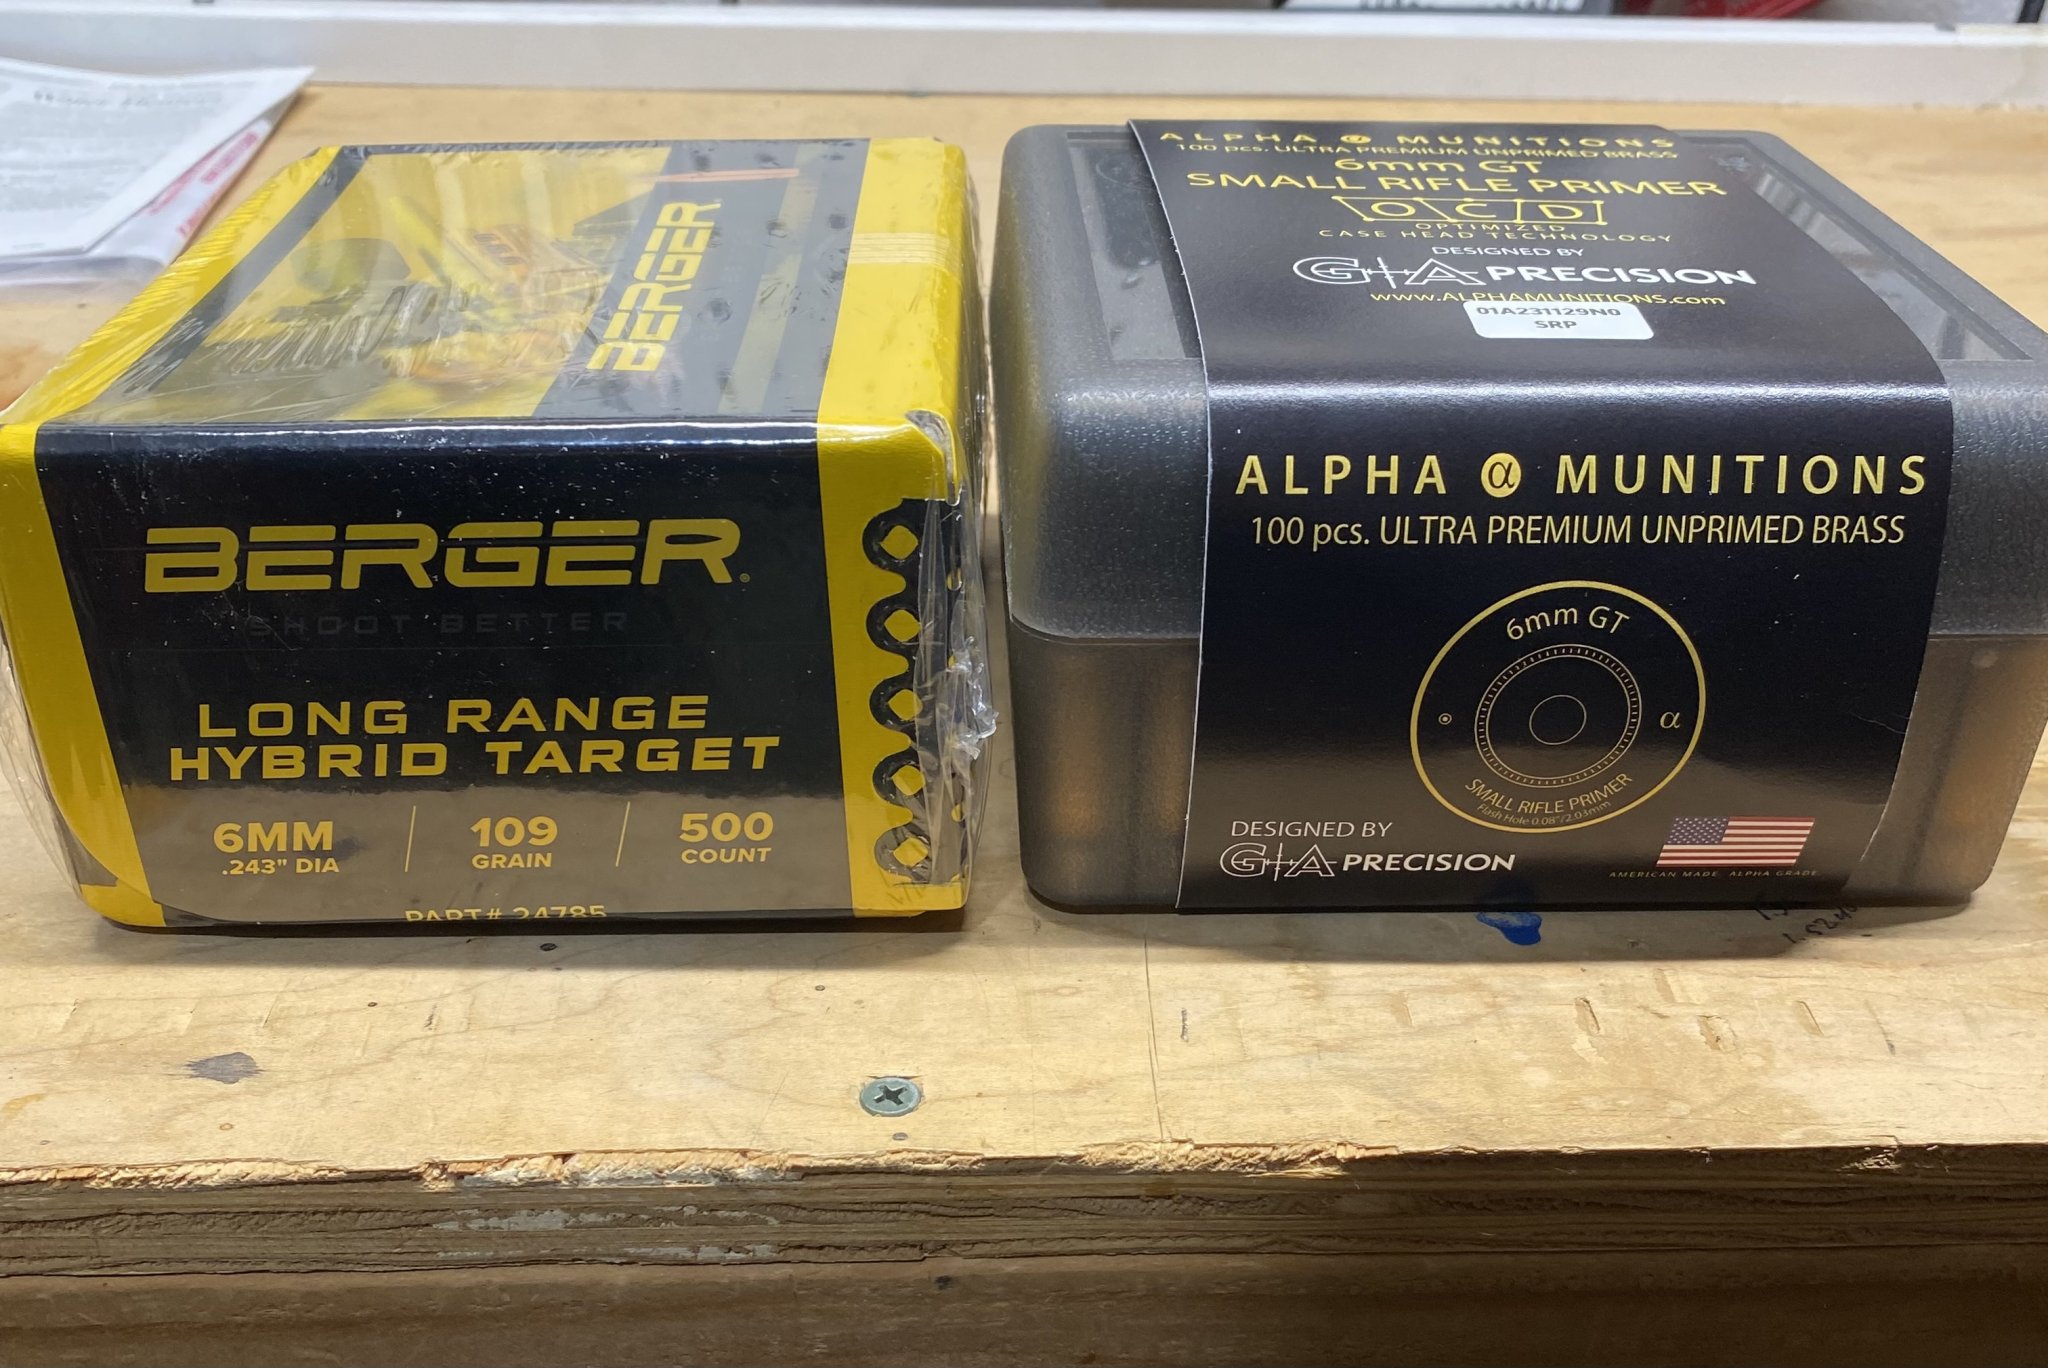 BERGER
BERGER®
SHOOT BETTER
LONG RANGE
HYBRID TARGET
6MM
.243" DIA
109
GRAIN
500
COUNT
PART# 24785
ALPHA α MUNITIONS
100 pcs. ULTRA PREMIUM UNPRIMED BRASS
6mm GT
SMALL RIFLE PRIMER
OCD
OPTIMIZED
CASE HEAD TECHNOLOGY
DESIGNED BY
GA PRECISION
www.ALPHAMUNITIONS.com
01A231129N0
SRP
ALPHA α MUNITIONS
100 pcs. ULTRA PREMIUM UNPRIMED BRASS
6mm GT
α
SMALL RIFLE PRIMER
Flash Hole 0.08"/2.03mm
DESIGNED BY
GA PRECISION
AMERICAN MADE ALPHA GRADE